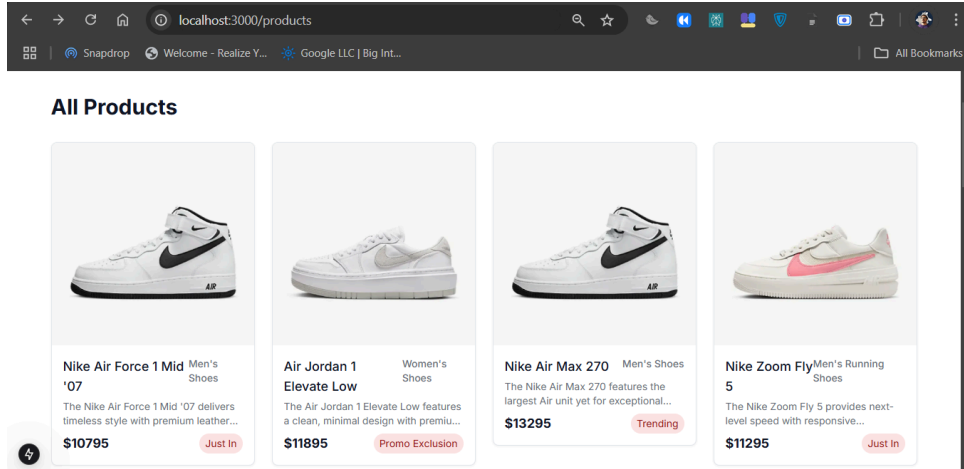 localhost:3000/products
Snapdrop
Welcome - Realize Y...
Google LLC | Big Int...
All Bookmarks
All Products
AIR
AIR
Nike Air Force 1 Mid '07
Men's Shoes
The Nike Air Force 1 Mid '07 delivers
timeless style with premium leather...
$10795
Just In
Air Jordan 1
Elevate Low
Women's
Shoes
The Air Jordan 1 Elevate Low features
a clean, minimal design with premiu...
$11895
Promo Exclusion
Nike Air Max 270
Men's Shoes
The Nike Air Max 270 features the
largest Air unit yet for exceptional...
$13295
Trending
Nike Zoom Fly
5
Men's Running
Shoes
The Nike Zoom Fly 5 provides next-
level speed with responsive...
$11295
Just In